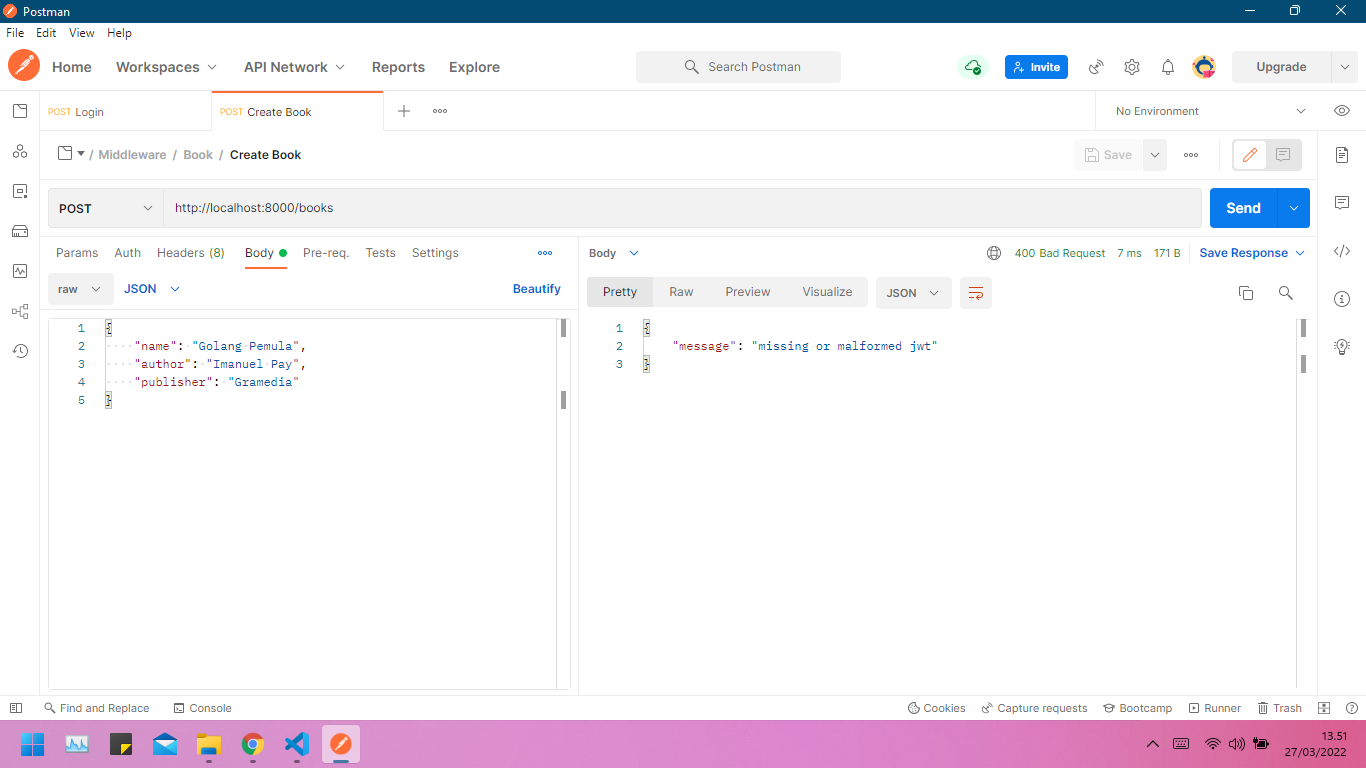 Postman
File Edit View Help
Home Workspaces API Network Reports Explore Search Postman Invite Upgrade
POST Login POST Create Book No Environment
/ Middleware / Book / Create Book Save
POST http://localhost:8000/books Send
Params Auth Headers (8) Body Pre-req. Tests Settings
raw JSON Beautify
1 {
2 "name": "Golang Pemula",
3 "author": "Imanuel Pay",
4 "publisher": "Gramedia"
5 }
Body 400 Bad Request 7 ms 171 B Save Response
Pretty Raw Preview Visualize JSON
1 {
2 "message": "missing or malformed jwt"
3 }
Find and Replace Console Cookies Capture requests Bootcamp Runner Trash
13.51
27/03/2022